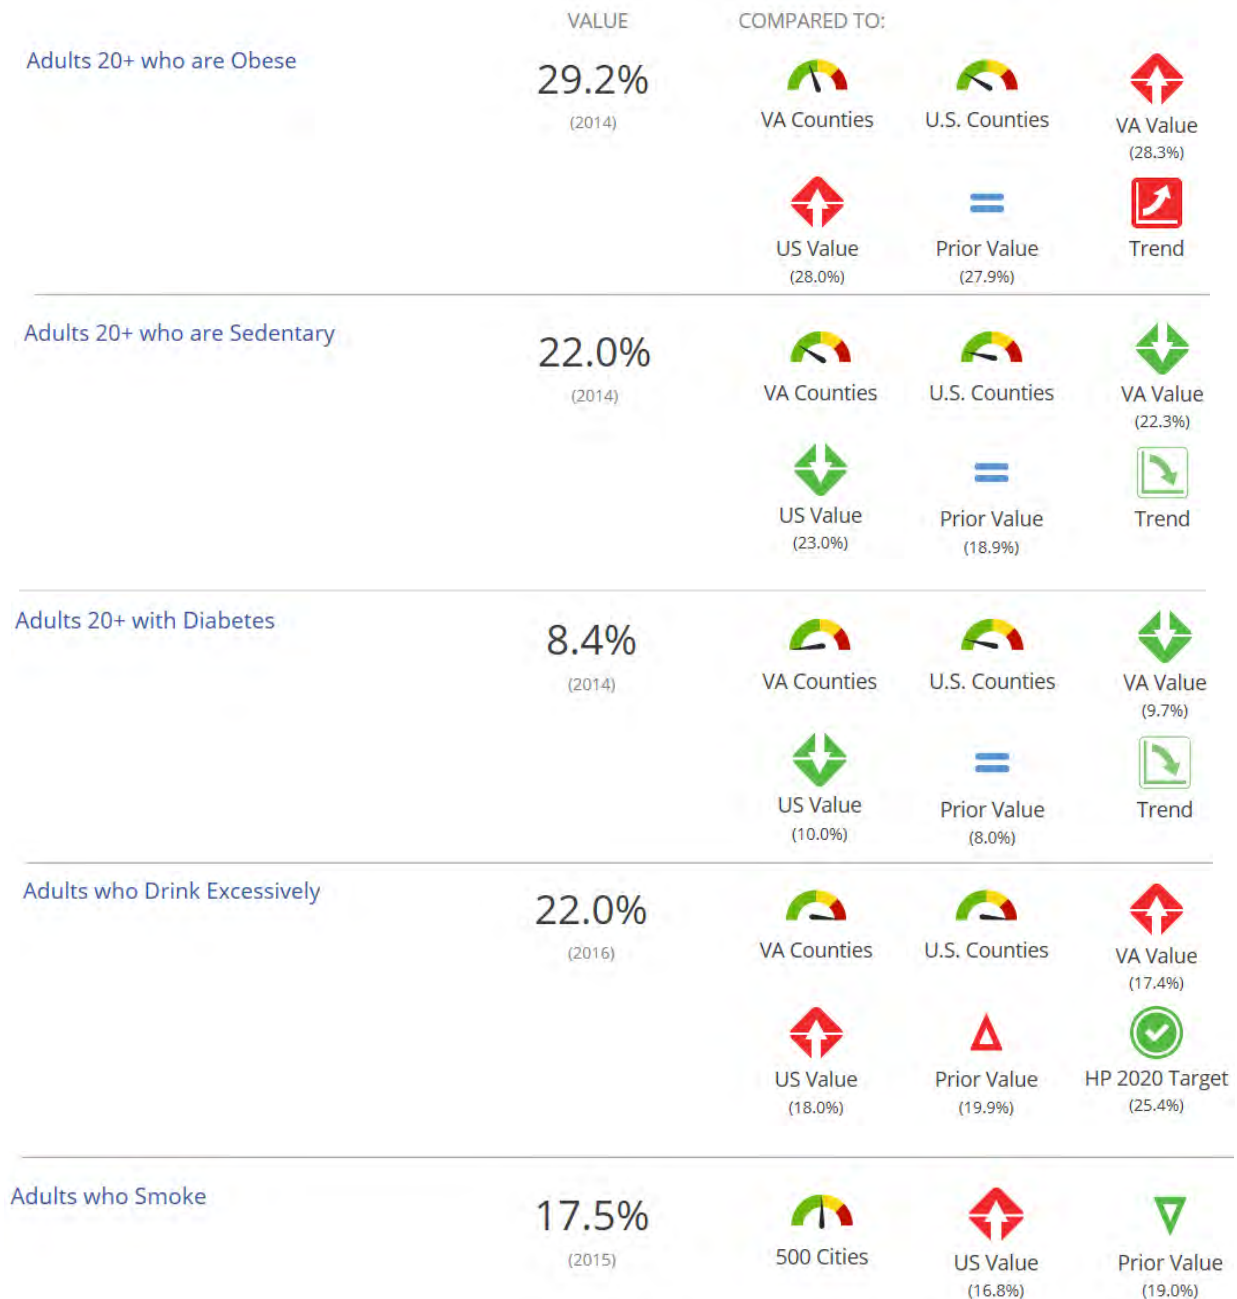 VALUE COMPARED TO:
Adults 20+ who are Obese
29.2%
(2014)
VA Counties U.S. Counties VA Value
(28.3%)
US Value Prior Value Trend
(28.0%) (27.9%)
Adults 20+ who are Sedentary
22.0%
(2014)
VA Counties U.S. Counties VA Value
(22.3%)
US Value Prior Value Trend
(23.0%) (18.9%)
Adults 20+ with Diabetes
8.4%
(2014)
VA Counties U.S. Counties VA Value
(9.7%)
US Value Prior Value Trend
(10.0%) (8.0%)
Adults who Drink Excessively
22.0%
(2016)
VA Counties U.S. Counties VA Value
(17.4%)
US Value Prior Value HP 2020 Target
(18.0%) (19.9%) (25.4%)
Adults who Smoke
17.5%
(2015)
500 Cities US Value Prior Value
(16.8%) (19.0%)